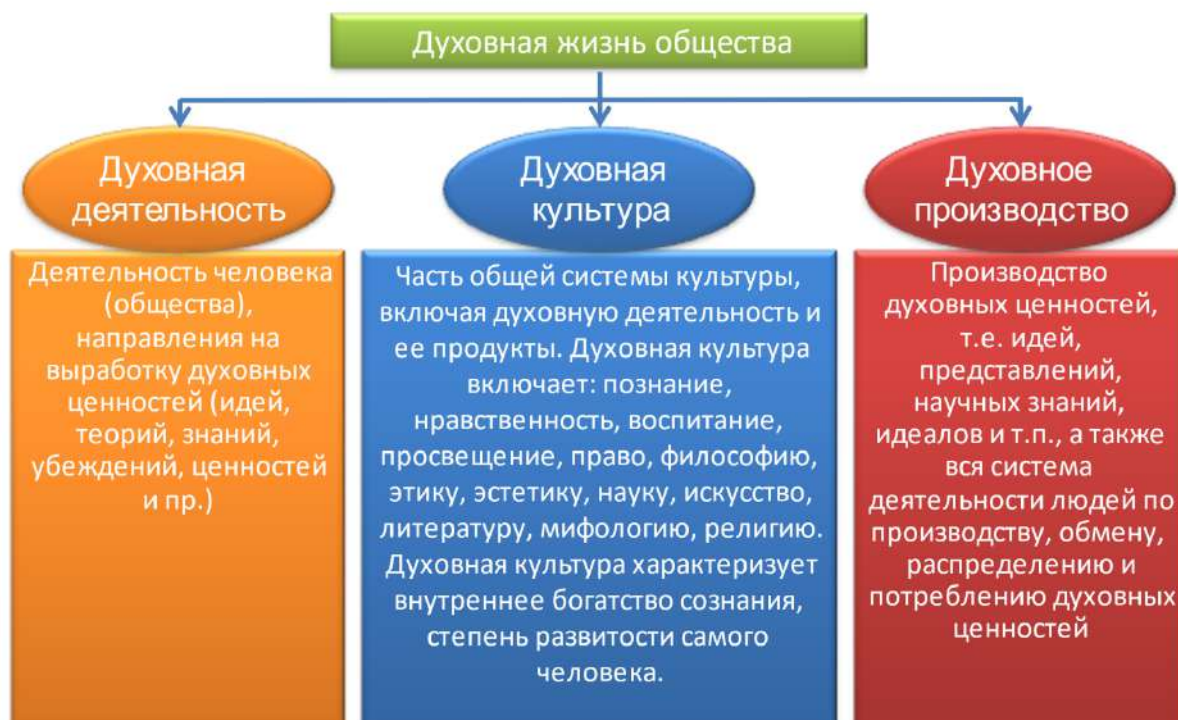 Духовная жизнь общества
Духовная
деятельность
Деятельность человека
(общества),
направления на
выработку духовных
ценностей (идей,
теорий, знаний,
убеждений, ценностей
и пр.)
Духовная
культура
Часть общей системы культуры,
включая духовную деятельность и
ее продукты. Духовная культура
включает: познание,
нравственность, воспитание,
просвещение, право, философию,
этику, эстетику, науку, искусство,
литературу, мифологию, религию.
Духовная культура характеризует
внутреннее богатство сознания,
степень развитости самого
человека.
Духовное
производство
Производство
духовных ценностей,
т.е. идей,
представлений,
научных знаний,
идеалов и т.п., а также
вся система
деятельности людей по
производству, обмену,
распределению и
потреблению духовных
ценностей